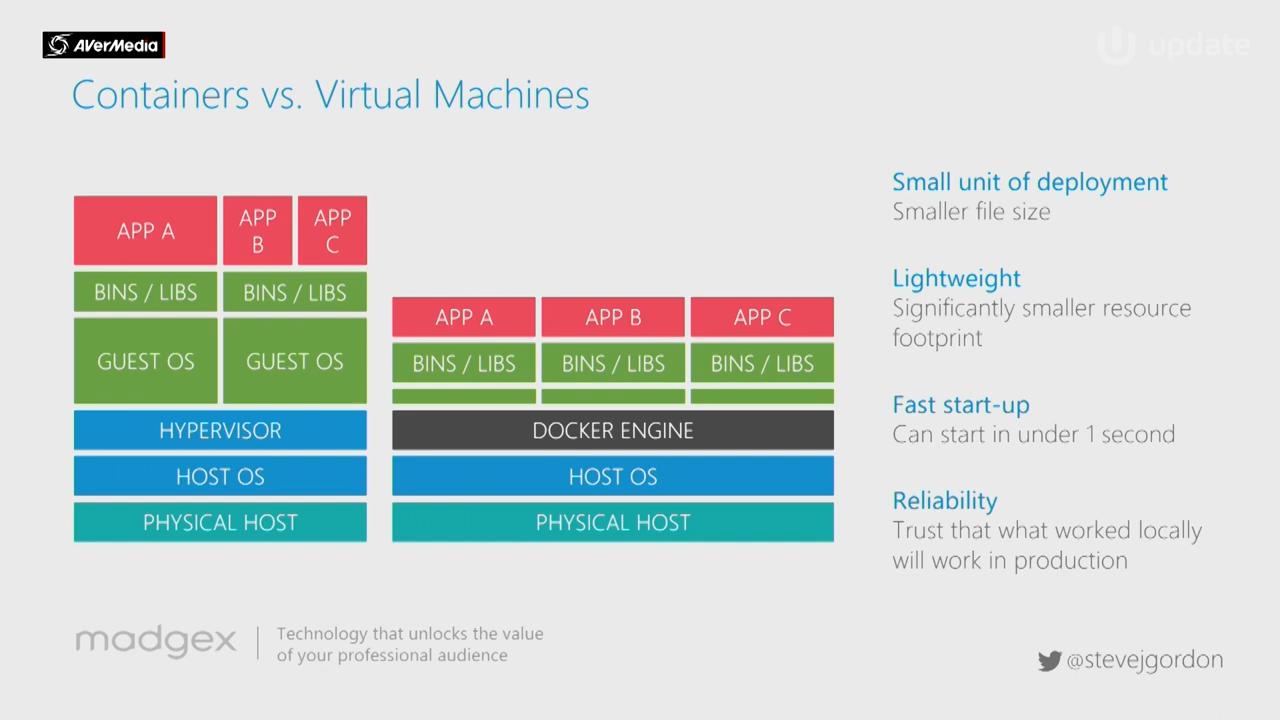 AVerMedia
update
Containers vs. Virtual Machines
APP A
APP
B
APP
C
BINS / LIBS
BINS / LIBS
GUEST OS
GUEST OS
HYPERVISOR
HOST OS
PHYSICAL HOST
APP A
APP B
APP C
BINS / LIBS
BINS / LIBS
BINS / LIBS
DOCKER ENGINE
HOST OS
PHYSICAL HOST
Small unit of deployment
Smaller file size
Lightweight
Significantly smaller resource
footprint
Fast start-up
Can start in under 1 second
Reliability
Trust that what worked locally
will work in production
madgex
Technology that unlocks the value
of your professional audience
@stevejgordon